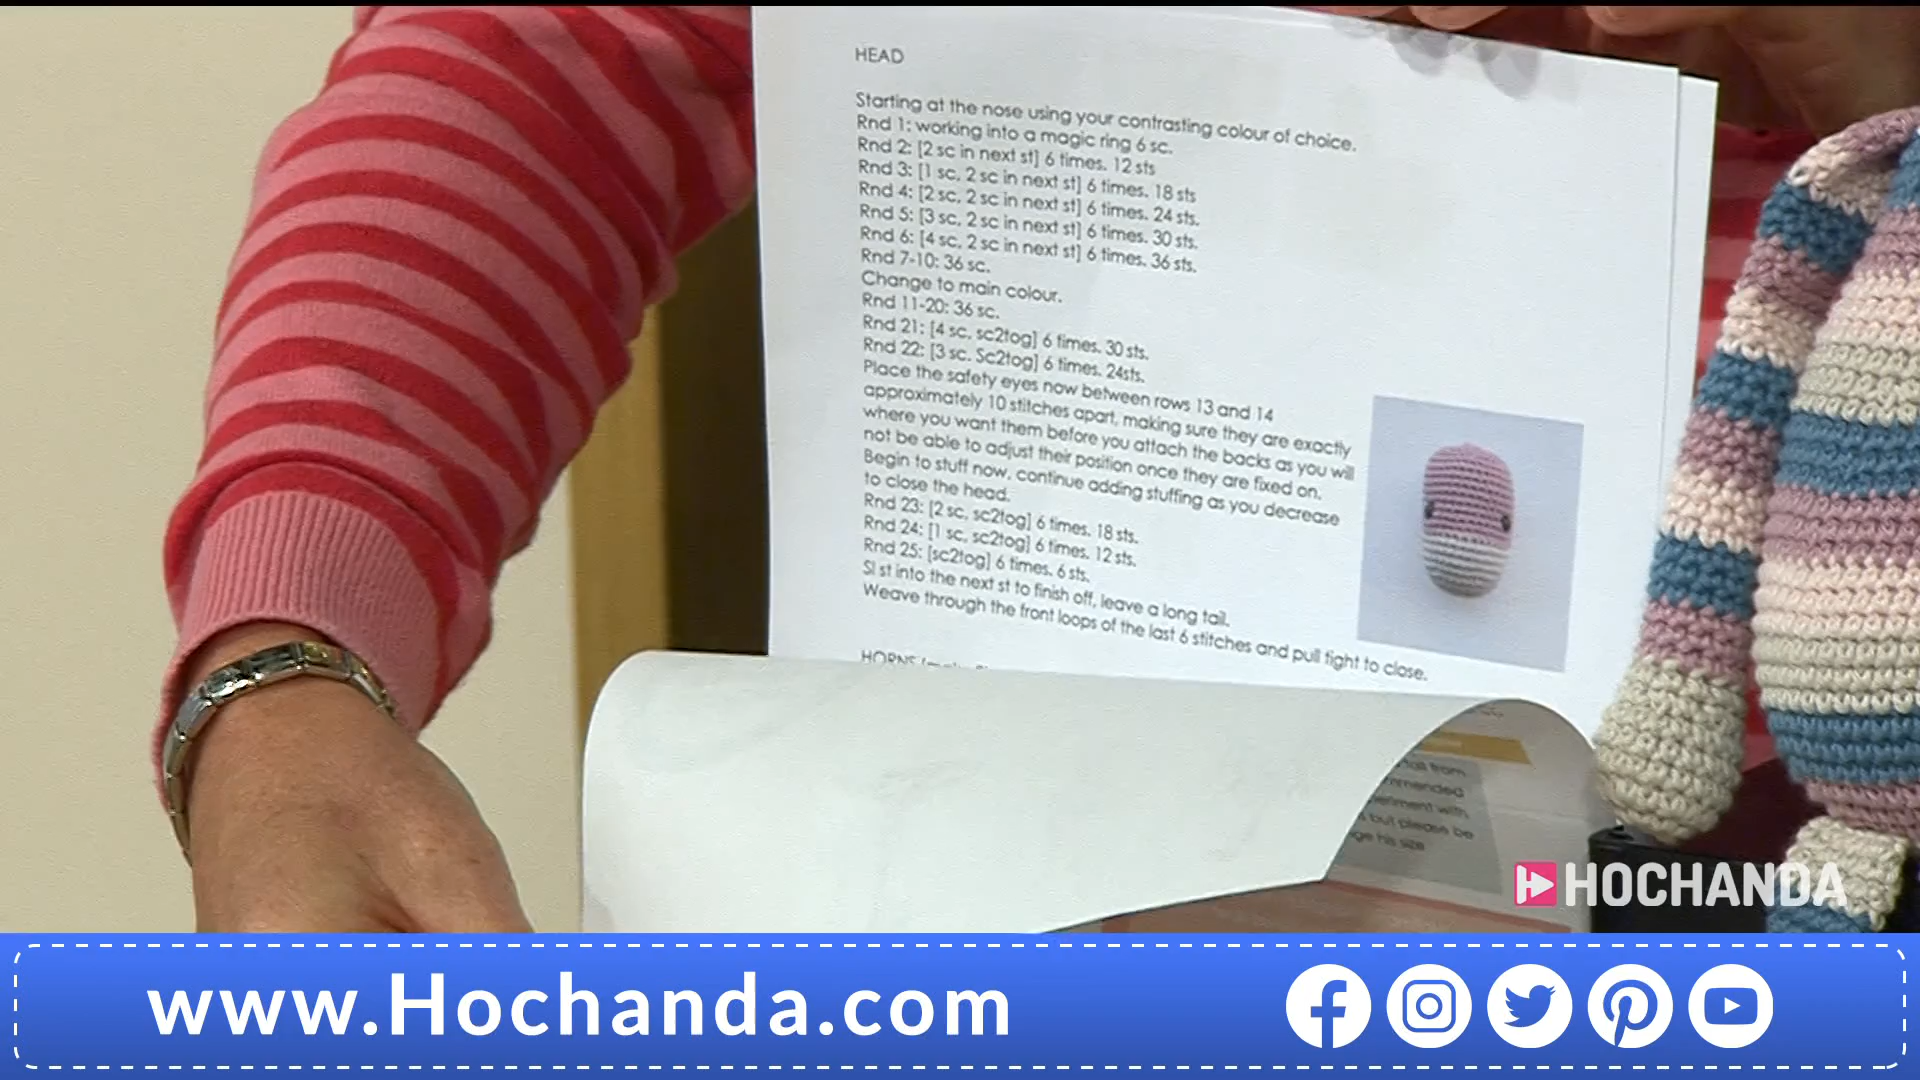 HEAD
Starting at the nose using your contrasting colour of choice.
Rnd 1: working into a magic ring 6 sc.
Rnd 2: [2 sc in next st] 6 times. 12 sts
Rnd 3: [1 sc, 2 sc in next st] 6 times. 18 sts
Rnd 4: [2 sc, 2 sc in next st] 6 times. 24 sts.
Rnd 5: [3 sc, 2 sc in next st] 6 times. 30 sts.
Rnd 6: [4 sc, 2 sc in next st] 6 times. 36 sts.
Rnd 7-10: 36 sc.
Change to main colour.
Rnd 11-20: 36 sc.
Rnd 21: [4 sc, sc2tog] 6 times. 30 sts.
Rnd 22: [3 sc. Sc2tog] 6 times. 24sts.
Place the safety eyes now between rows 13 and 14
approximately 10 stitches apart, making sure they are exactly
where you want them before you attach the backs as you will
not be able to adjust their position once they are fixed on.
Begin to stuff now, continue adding stuffing as you decrease
to close the head.
Rnd 23: [2 sc, sc2tog] 6 times. 18 sts.
Rnd 24: [1 sc, sc2tog] 6 times. 12 sts.
Rnd 25: [sc2tog] 6 times. 6 sts.
Sl st into the next st to finish off, leave a long tail.
Weave through the front loops of the last 6 stitches and pull tight to close.
HORNS
from
with
but please be
his size
HOCHANDA
www.Hochanda.com